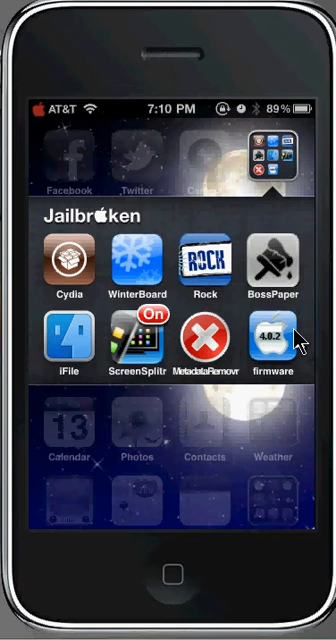 AT&T 7:10 PM 89%
Facebook Twitter
Jailbrken
Cydia WinterBoard Rock BossPaper
ROCK
On
4.0.2
iFile ScreenSplitr MetadataRemovr firmware
13
Calendar Photos Contacts Weather